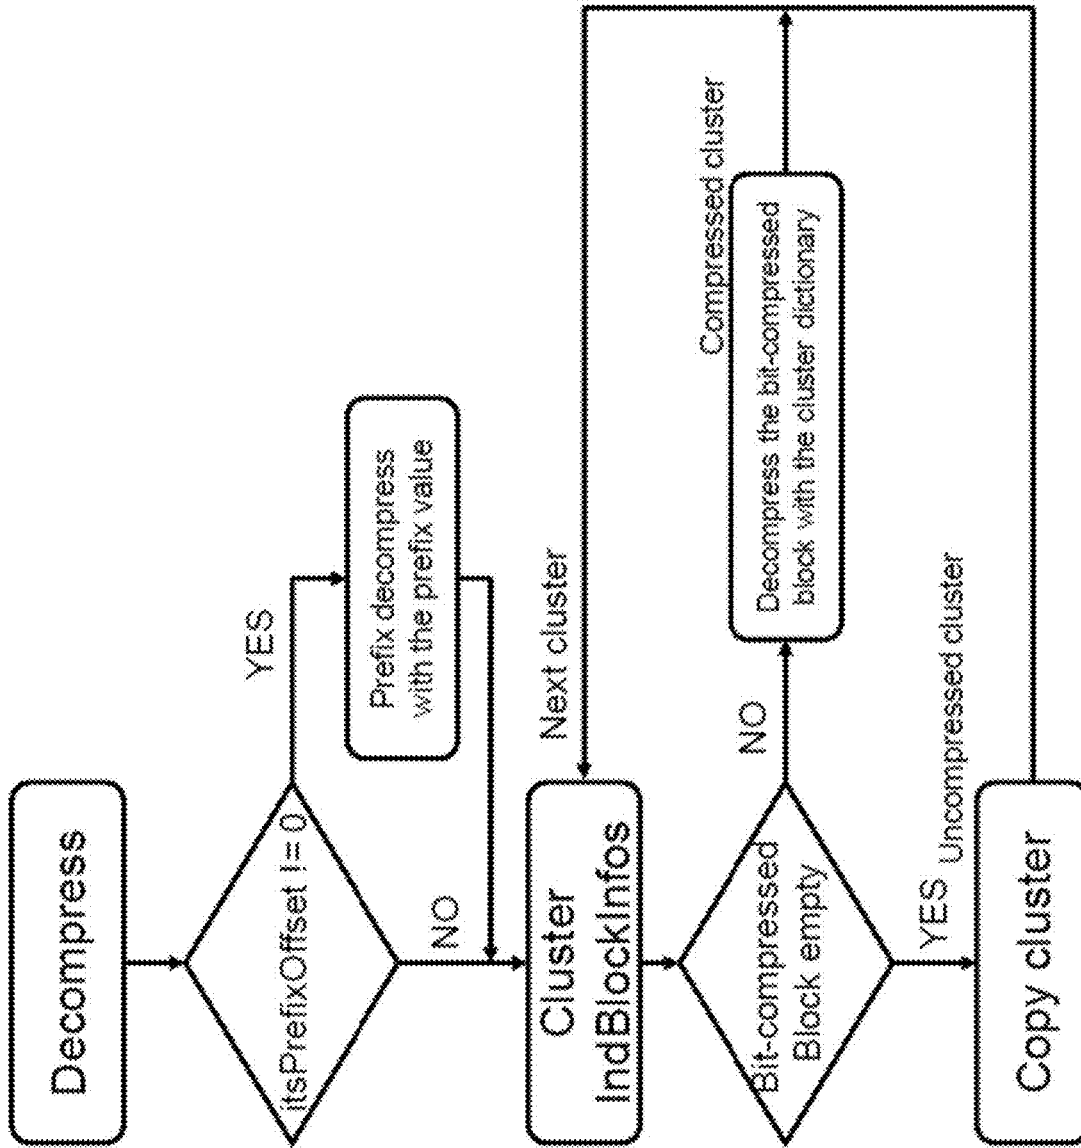 Decompress
itsPrefixOffset != 0
YES
Prefix decompress
with the prefix value
NO
Next cluster
Cluster
IndBlockInfos
Bit-compressed
Block empty
NO
Decompress the bit-compressed
block with the cluster dictionary
Compressed cluster
YES
Uncompressed cluster
Copy cluster